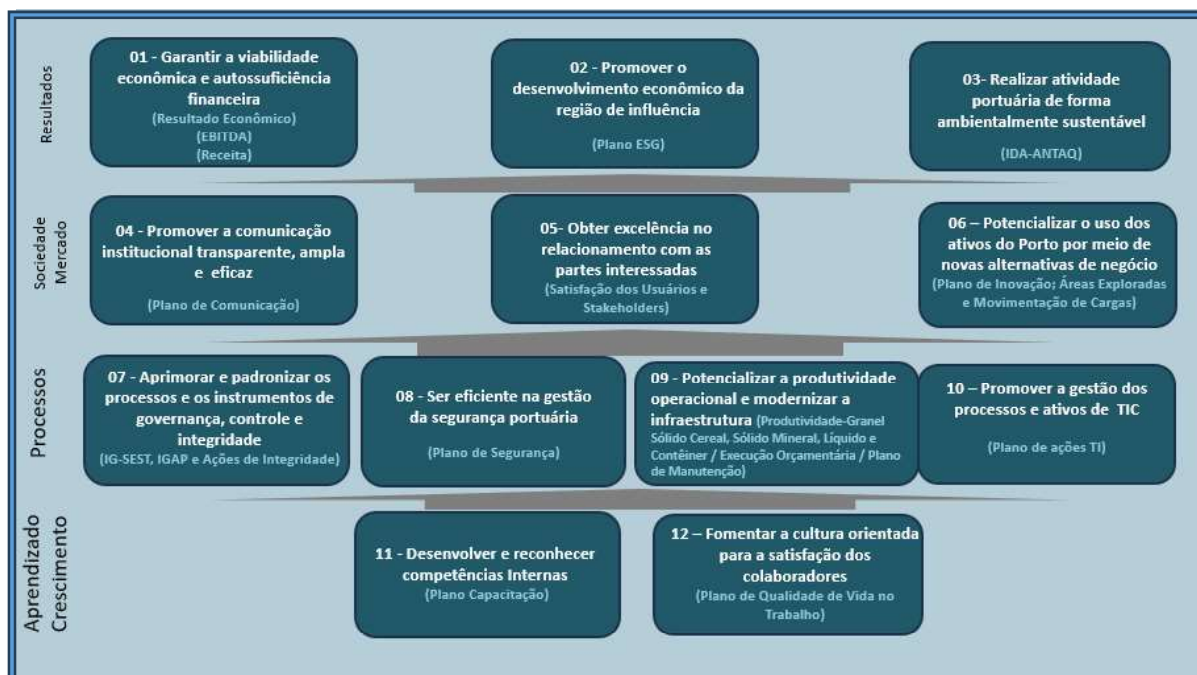 Resultados
01 - Garantir a viabilidade
econômica e autossuficiência
financeira
(Resultado Econômico)
(EBITDA)
(Receita)
02 - Promover o
desenvolvimento econômico da
região de influência
(Plano ESG)
03- Realizar atividade
portuária de forma
ambientalmente sustentável
(IDA-ANTAQ)
Sociedade
Mercado
04 - Promover a comunicação
institucional transparente, ampla
e eficaz
(Plano de Comunicação)
05- Obter excelência no
relacionamento com as
partes interessadas
(Satisfação dos Usuários e
Stakeholders)
06 – Potencializar o uso dos
ativos do Porto por meio de
novas alternativas de negócio
(Plano de Inovação; Áreas Exploradas
e Movimentação de Cargas)
Processos
07 - Aprimorar e padronizar os
processos e os instrumentos de
governança, controle e
integridade
(IG-SEST, IGAP e Ações de Integridade)
08 - Ser eficiente na gestão
da segurança portuária
(Plano de Segurança)
09 - Potencializar a produtividade
operacional e modernizar a
infraestrutura (Produtividade-Granel
Sólido Cereal, Sólido Mineral, Líquido e
Contêiner / Execução Orçamentária / Plano
de Manutenção)
10 – Promover a gestão dos
processos e ativos de TIC
(Plano de ações TI)
Aprendizado
Crescimento
11 - Desenvolver e reconhecer
competências Internas
(Plano Capacitação)
12 – Fomentar a cultura orientada
para a satisfação dos
colaboradores
(Plano de Qualidade de Vida no
Trabalho)